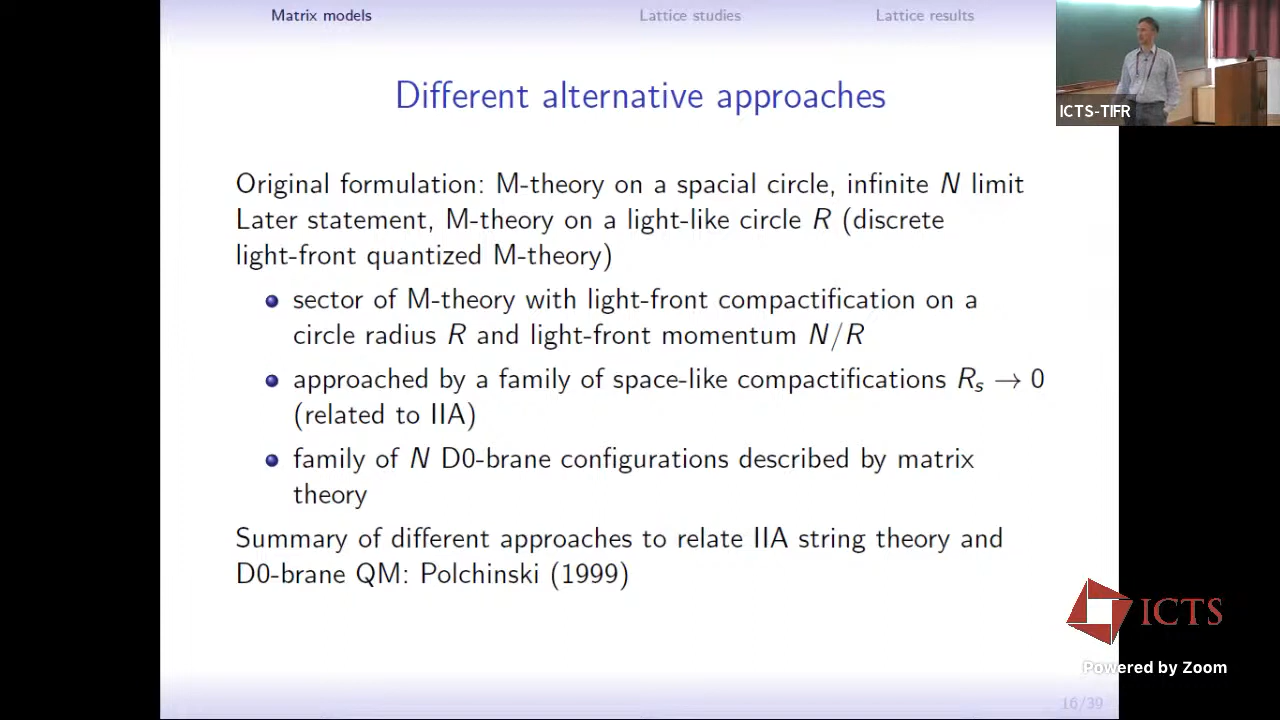 Matrix models Lattice studies Lattice results
Different alternative approaches
ICTS-TIFR
Original formulation: M-theory on a spacial circle, infinite N limit
Later statement, M-theory on a light-like circle R (discrete
light-front quantized M-theory)
sector of M-theory with light-front compactification on a
circle radius R and light-front momentum N/R
approached by a family of space-like compactifications Rₛ → 0
(related to IIA)
family of N D0-brane configurations described by matrix
theory
Summary of different approaches to relate IIA string theory and
D0-brane QM: Polchinski (1999)
ICTS
Powered by Zoom
16/39